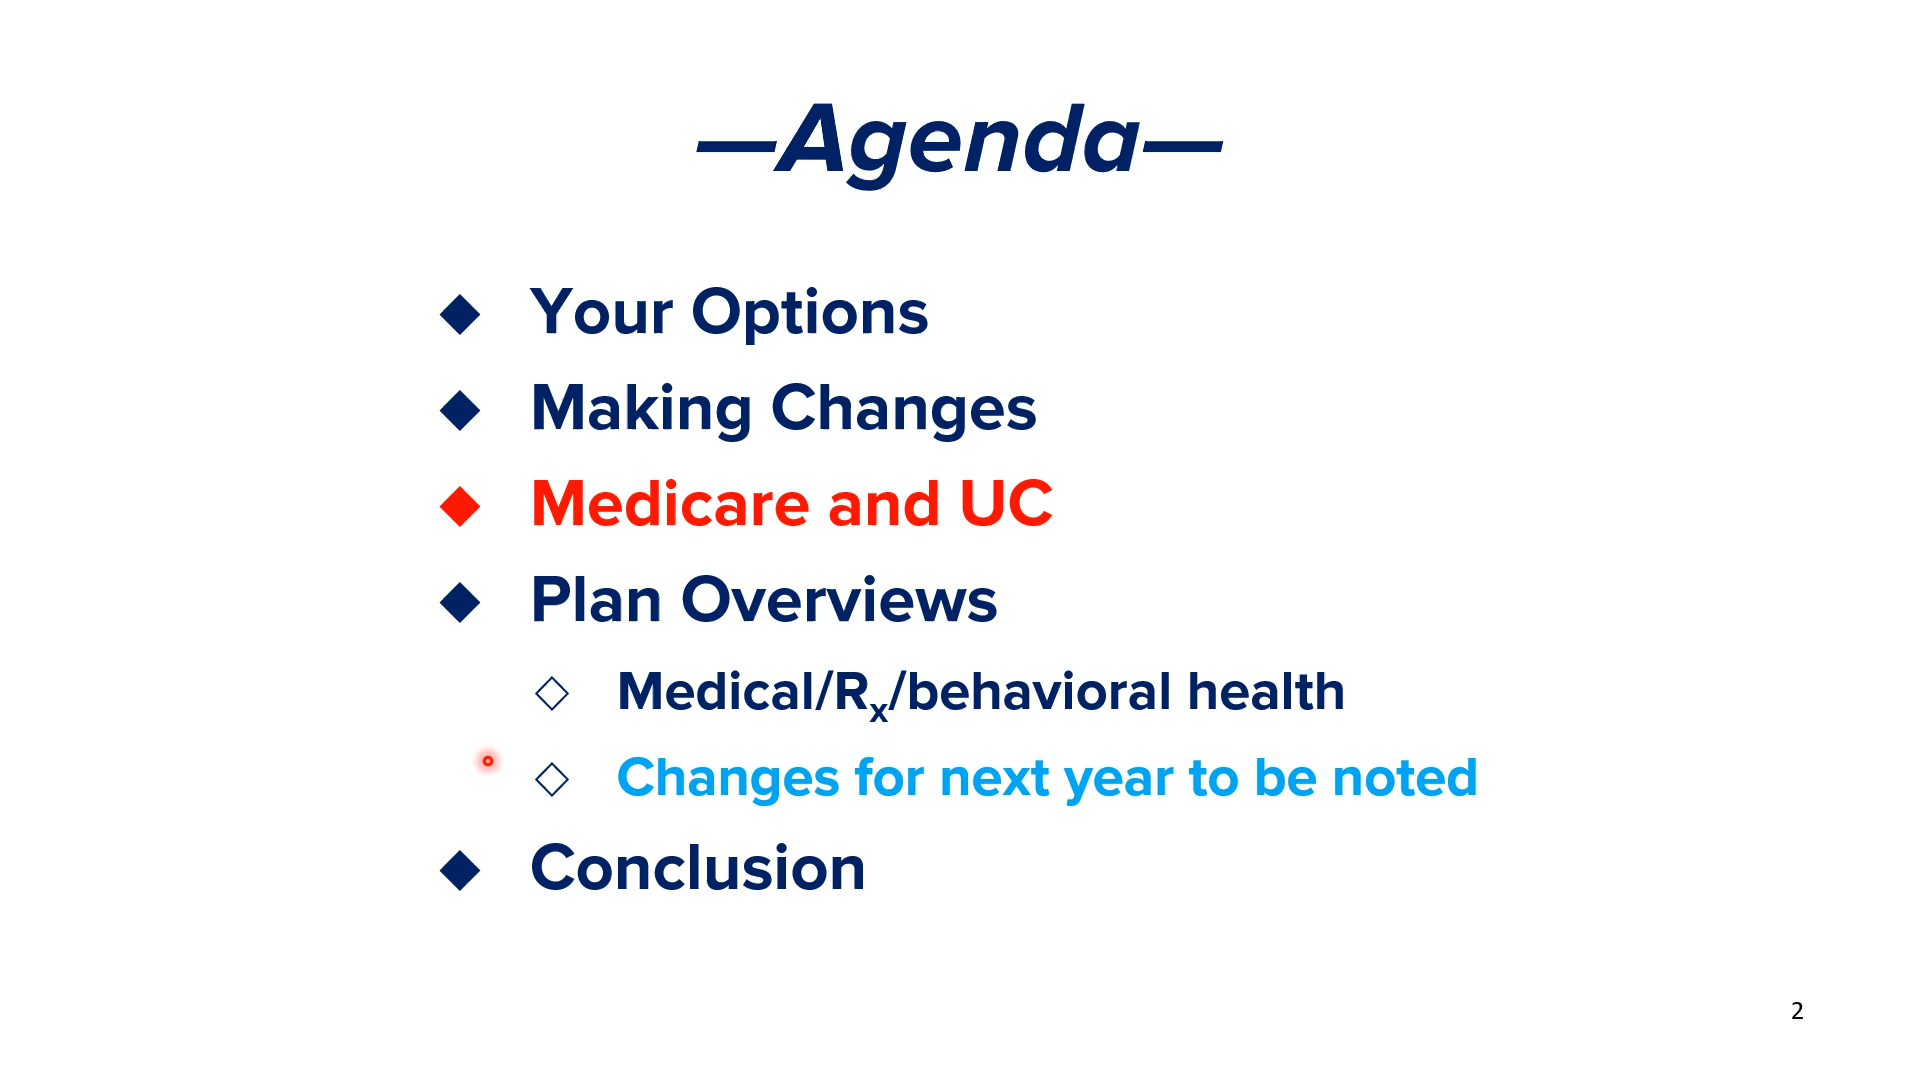 —Agenda—
◆ Your Options
◆ Making Changes
◆ Medicare and UC
◆ Plan Overviews
◇ Medical/Rx/behavioral health
◇ Changes for next year to be noted
◆ Conclusion
2